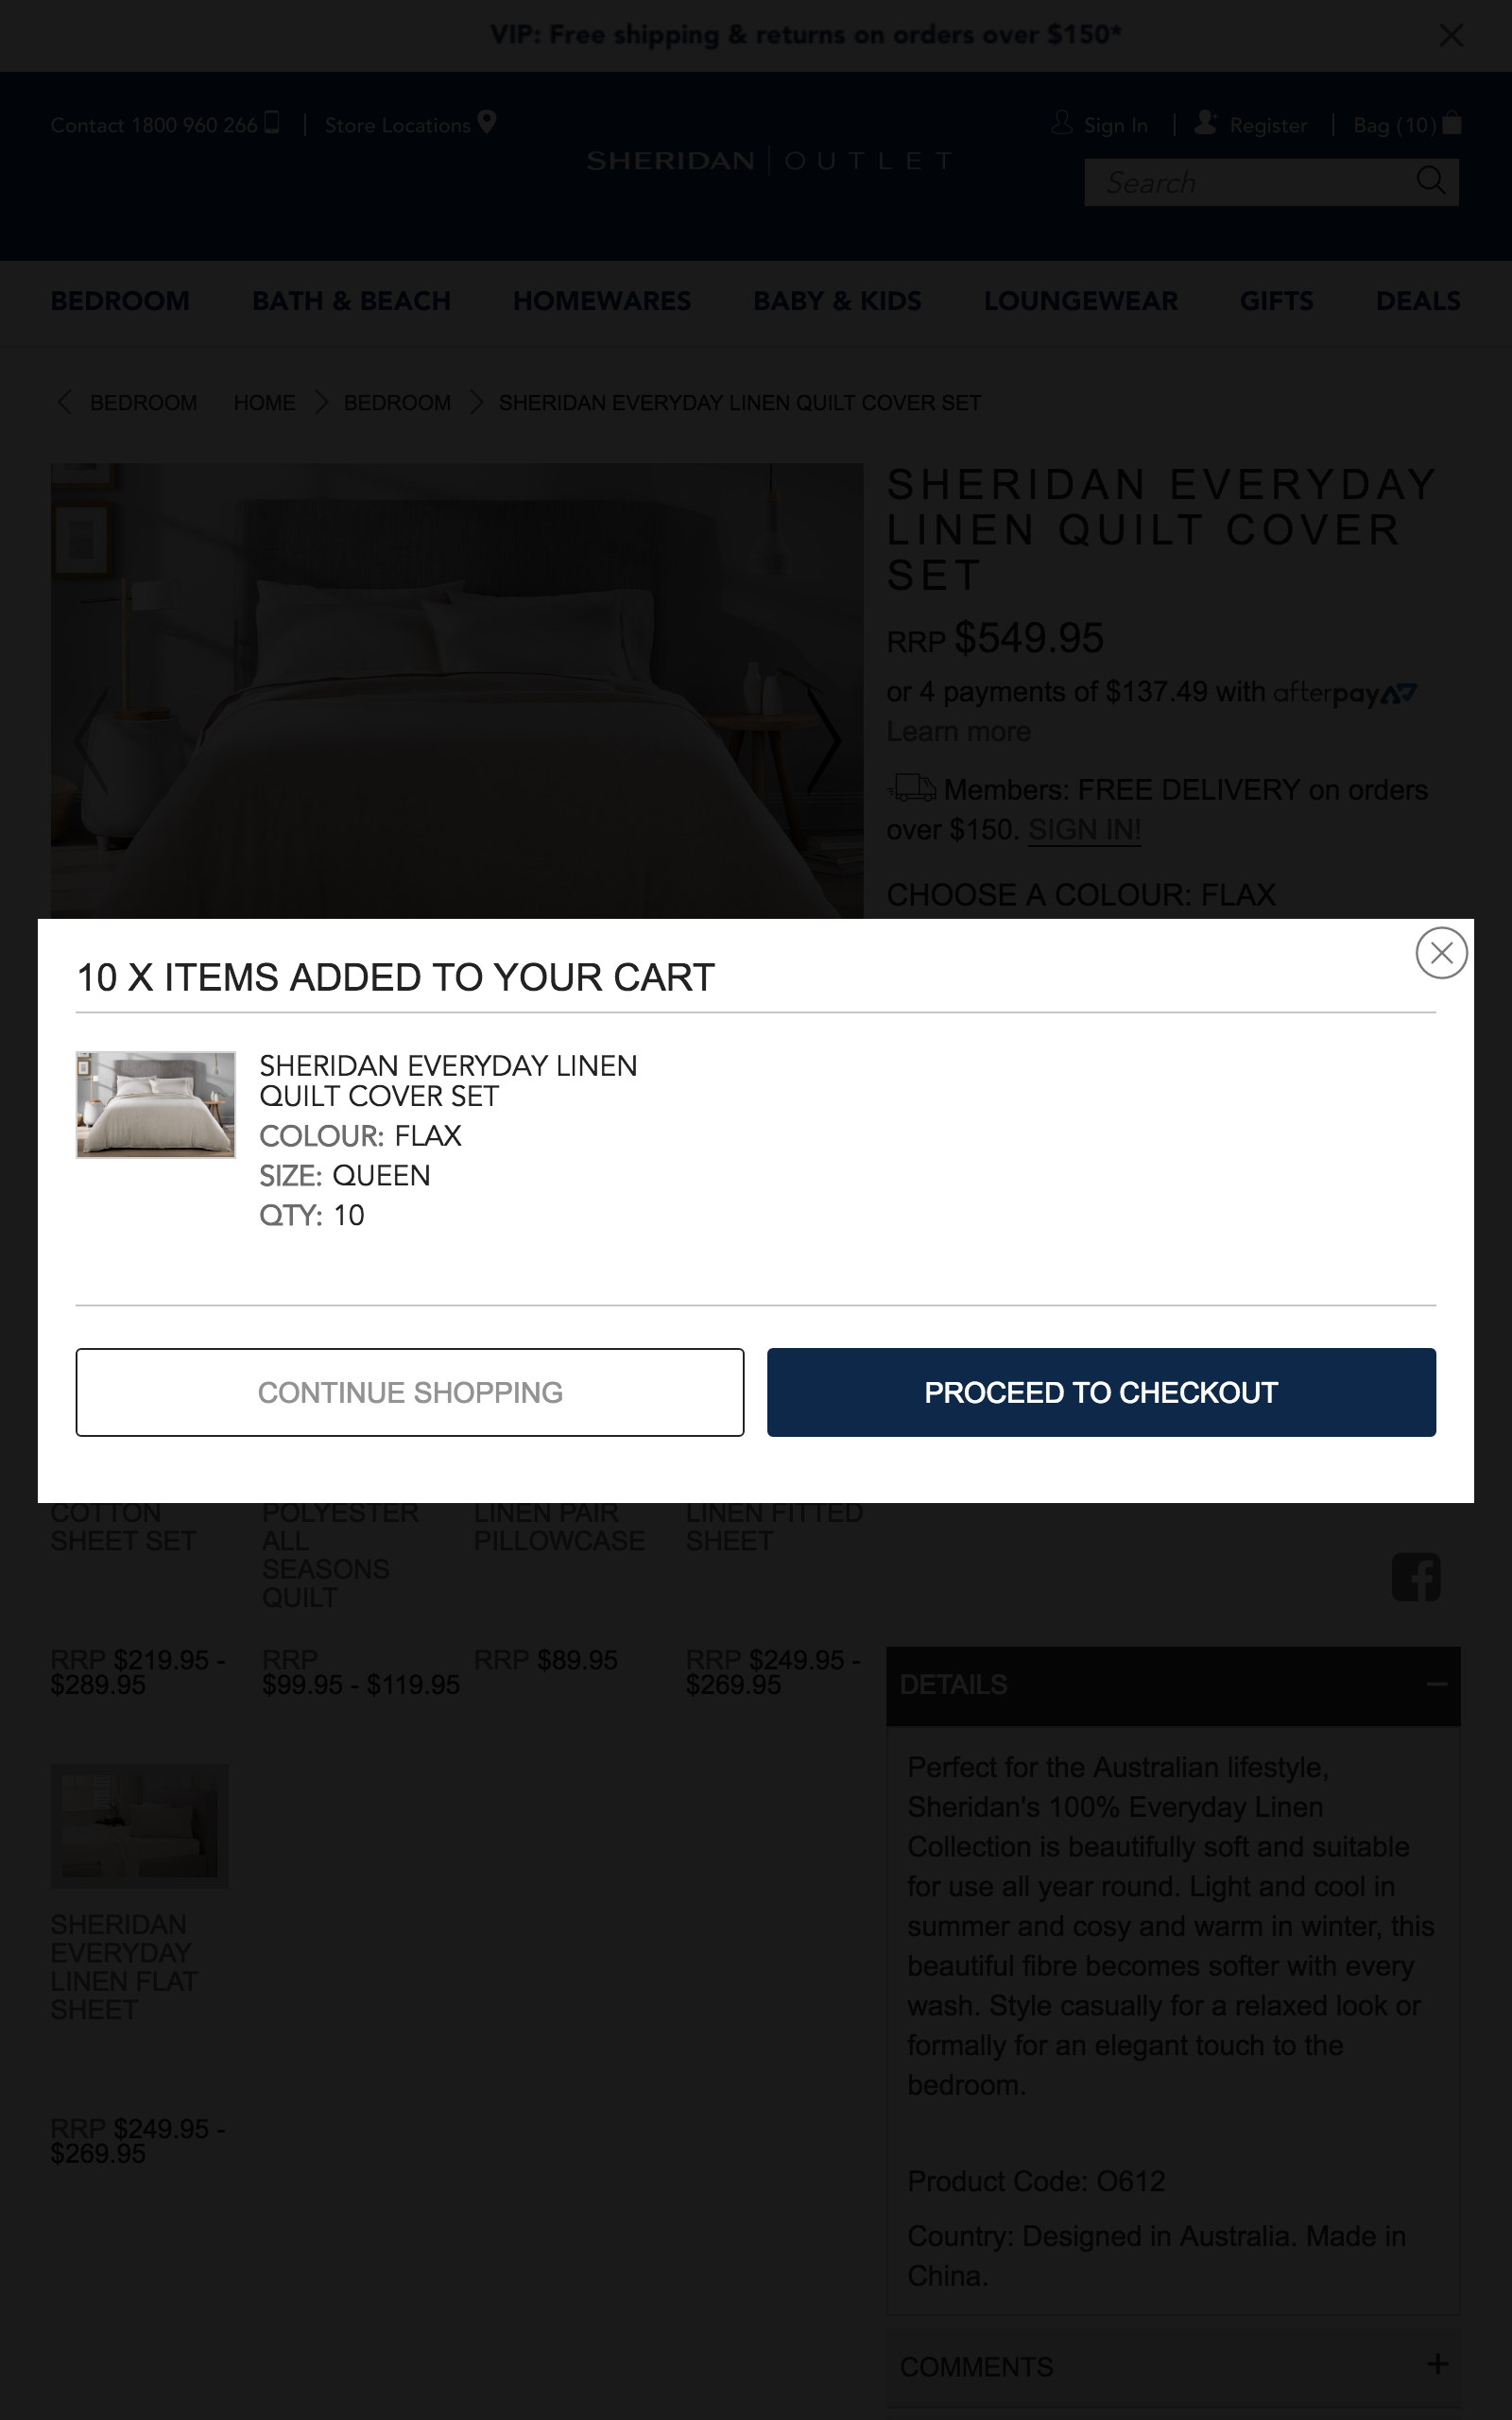 VIP: Free shipping & returns on orders over $150*
Contact 1800 960 266 | Store Locations
Sign In | Register | Bag (10)
SHERIDAN | OUTLET
Search
BEDROOM BATH & BEACH HOMEWARES BABY & KIDS LOUNGEWEAR GIFTS DEALS
BEDROOM HOME BEDROOM SHERIDAN EVERYDAY LINEN QUILT COVER SET
SHERIDAN EVERYDAY
LINEN QUILT COVER
SET
RRP $549.95
or 4 payments of $137.49 with afterpay
Learn more
Members: FREE DELIVERY on orders
over $150. SIGN IN!
CHOOSE A COLOUR: FLAX
10 X ITEMS ADDED TO YOUR CART
SHERIDAN EVERYDAY LINEN
QUILT COVER SET
COLOUR: FLAX
SIZE: QUEEN
QTY: 10
CONTINUE SHOPPING
PROCEED TO CHECKOUT
COTTON
SHEET SET
RRP $219.95 -
$289.95
POLYESTER
ALL
SEASONS
QUILT
RRP
$99.95 - $119.95
LINEN PAIR
PILLOWCASE
RRP $89.95
LINEN FITTED
SHEET
RRP $249.95 -
$269.95
SHERIDAN
EVERYDAY
LINEN FLAT
SHEET
RRP $249.95 -
$269.95
DETAILS
Perfect for the Australian lifestyle,
Sheridan's 100% Everyday Linen
Collection is beautifully soft and suitable
for use all year round. Light and cool in
summer and cosy and warm in winter, this
beautiful fibre becomes softer with every
wash. Style casually for a relaxed look or
formally for an elegant touch to the
bedroom.
Product Code: O612
Country: Designed in Australia. Made in
China.
COMMENTS